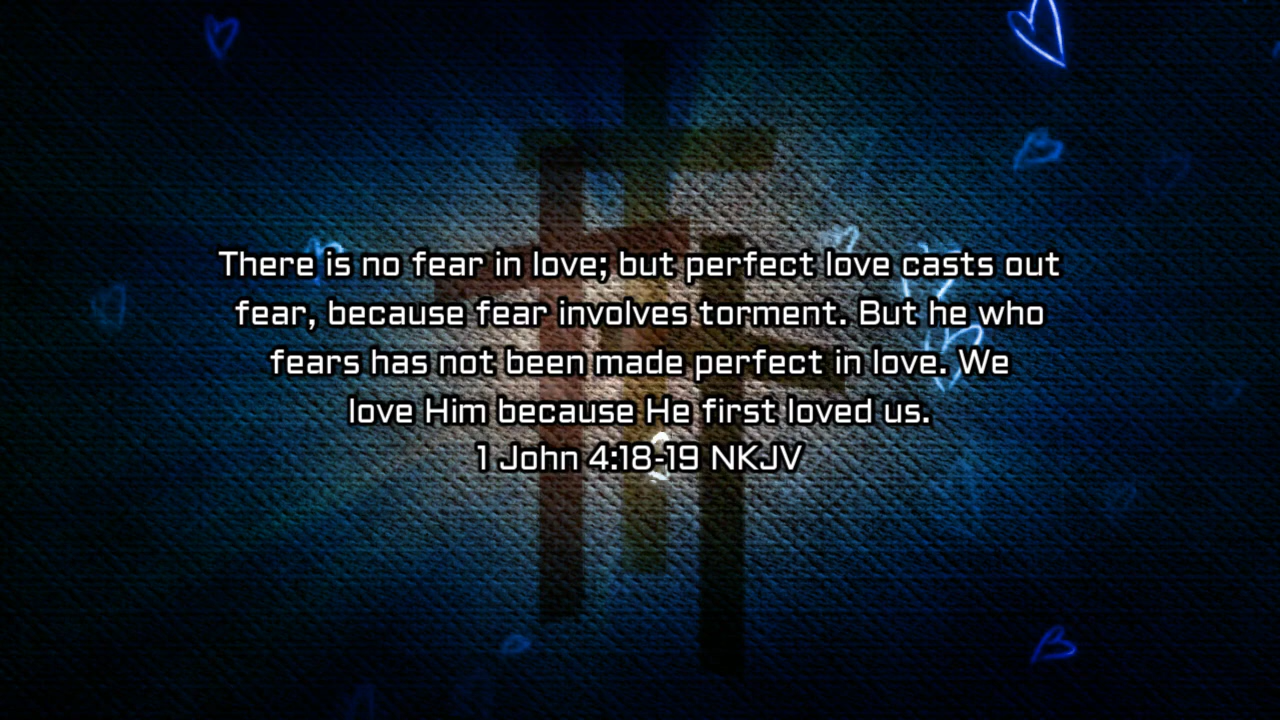 There is no fear in love; but perfect love casts out
fear, because fear involves torment. But he who
fears has not been made perfect in love. We
love Him because He first loved us.
1 John 4:18-19 NKJV